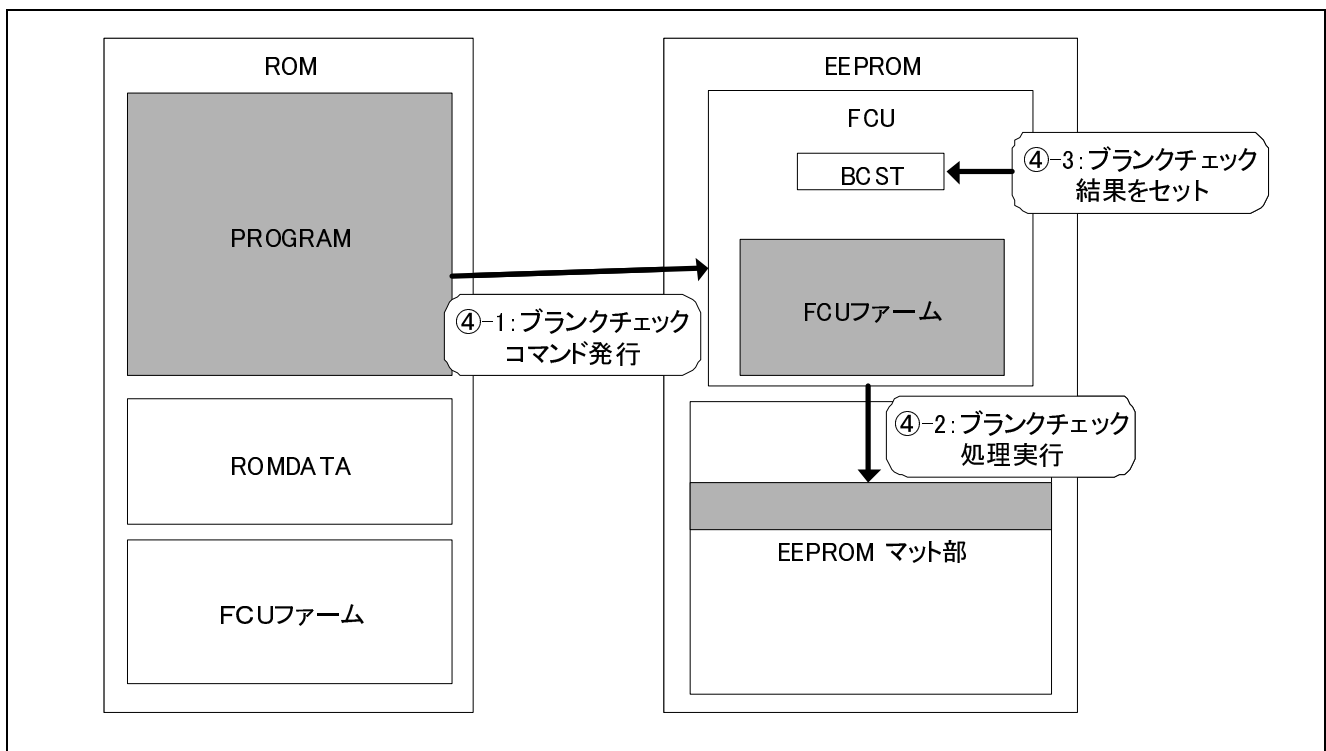 ROM
PROGRAM
ROMDATA
FCUファーム
④-1:ブランクチェック
コマンド発行
EEPROM
FCU
BCST
④-3:ブランクチェック
結果をセット
FCUファーム
④-2:ブランクチェック
処理実行
EEPROM マット部